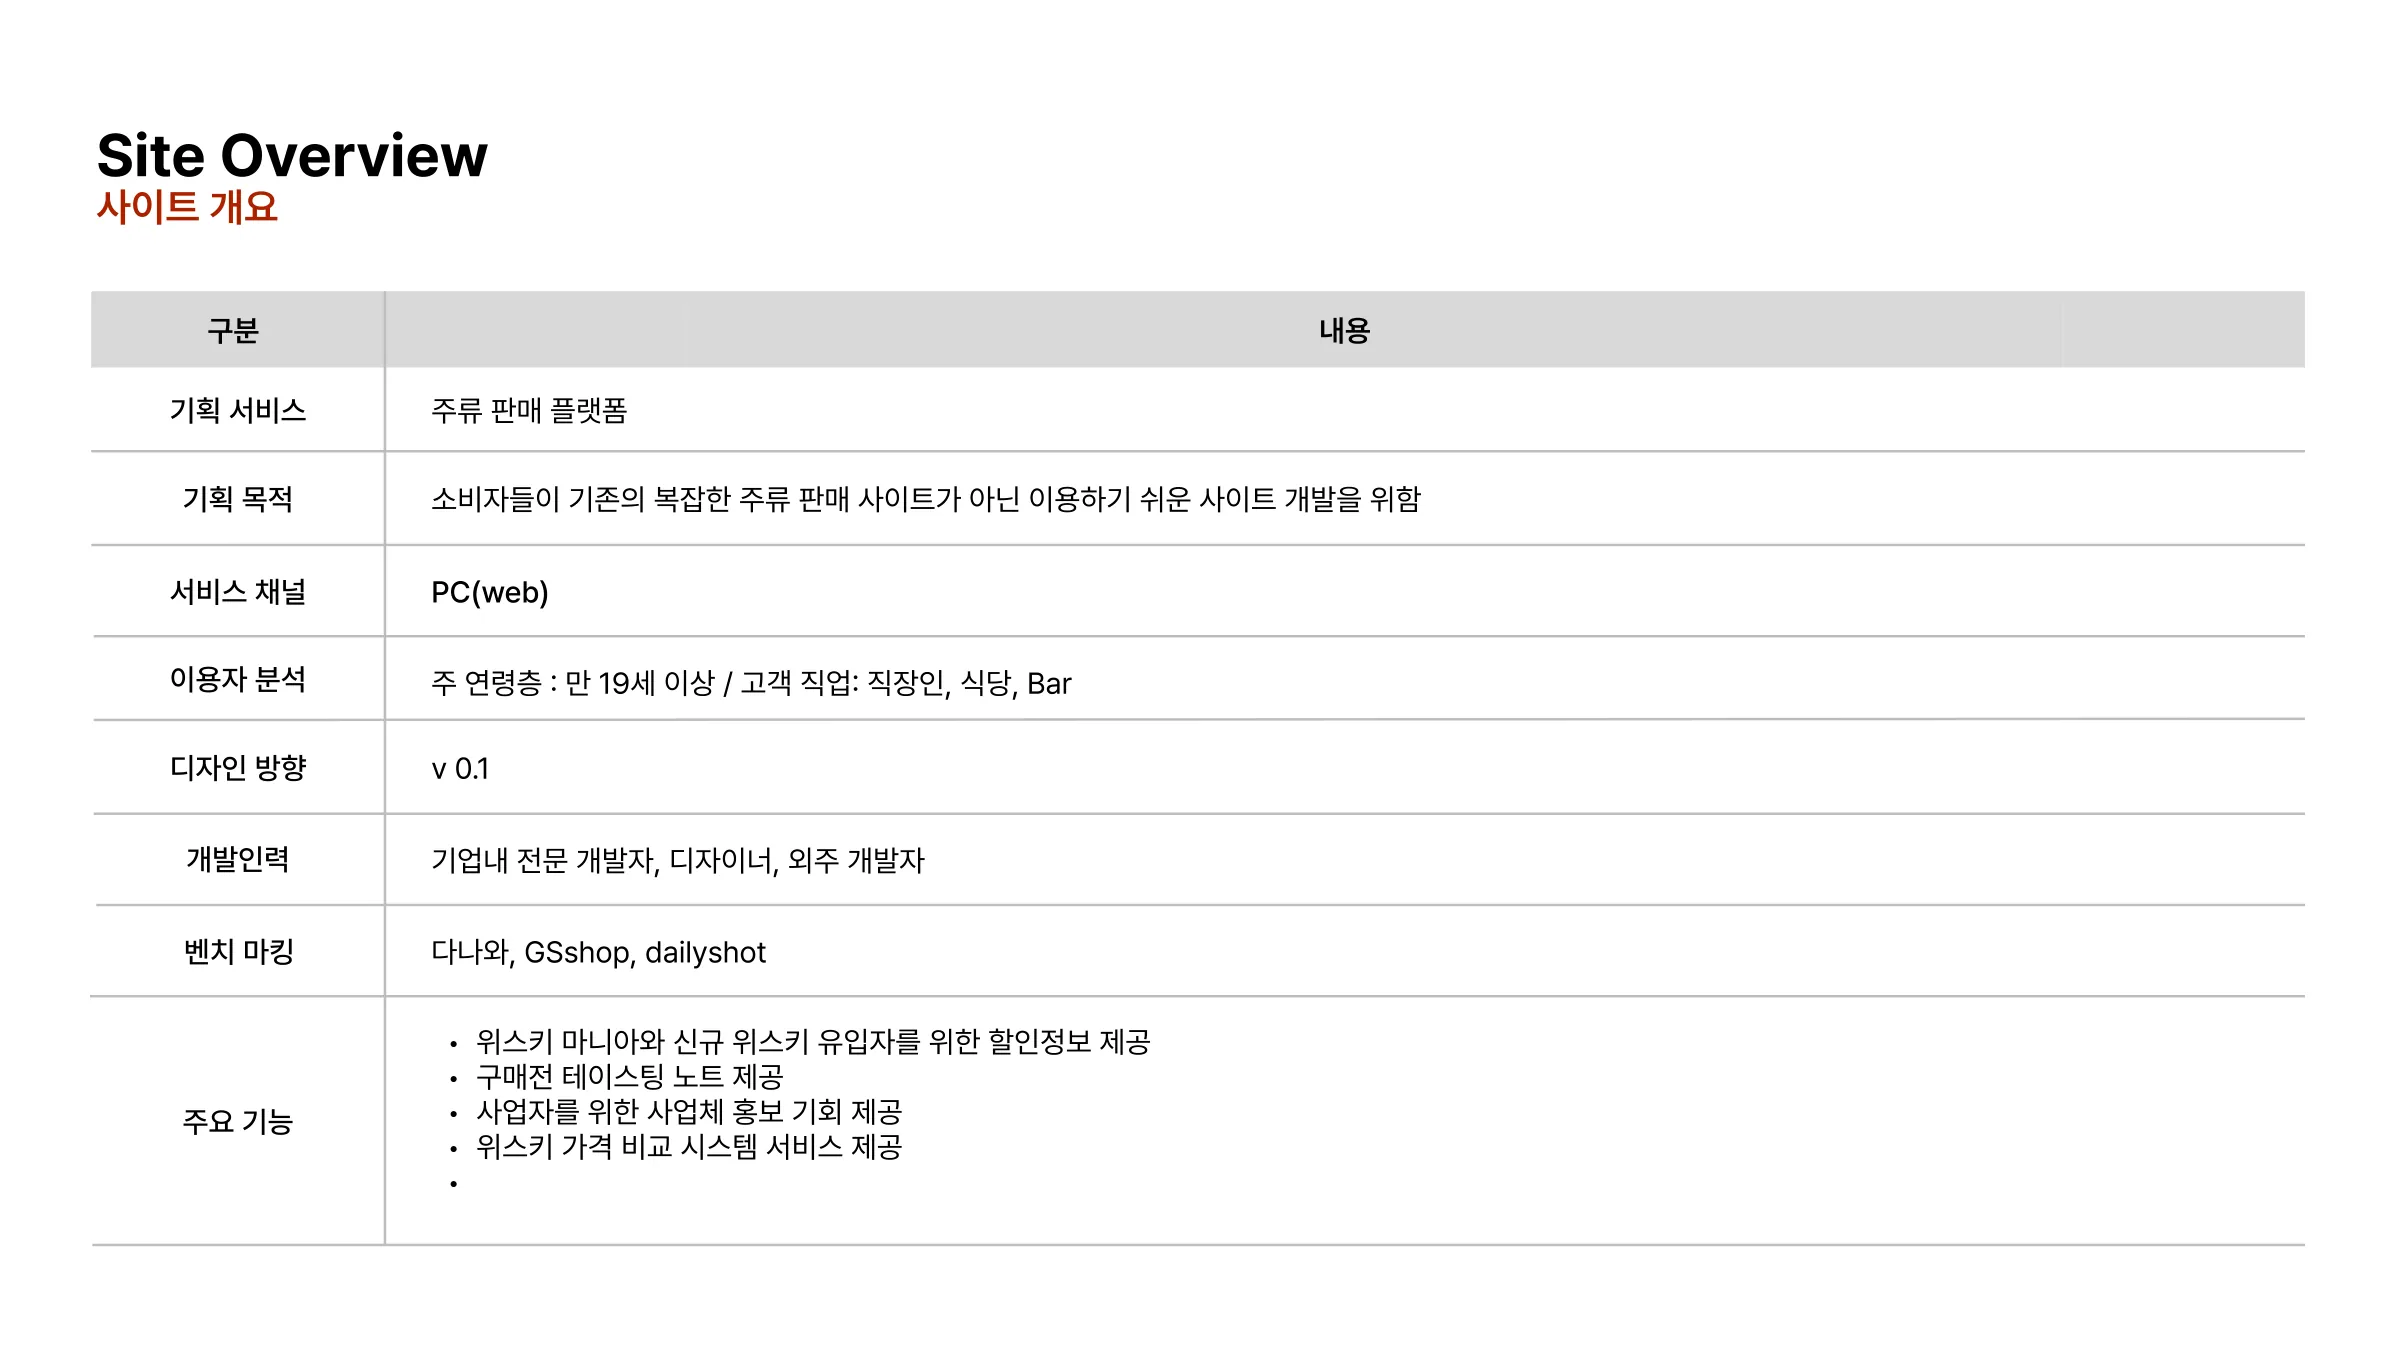 Site Overview
사이트 개요
구분 내용
기획 서비스 주류 판매 플랫폼
기획 목적 소비자들이 기존의 복잡한 주류 판매 사이트가 아닌 이용하기 쉬운 사이트 개발을 위함
서비스 채널 PC(web)
이용자 분석 주 연령층 : 만 19세 이상 / 고객 직업: 직장인, 식당, Bar
디자인 방향 v 0.1
개발인력 기업내 전문 개발자, 디자이너, 외주 개발자
벤치 마킹 다나와, GSshop, dailyshot
주요 기능
• 위스키 마니아와 신규 위스키 유입자를 위한 할인정보 제공
• 구매전 테이스팅 노트 제공
• 사업자를 위한 사업체 홍보 기회 제공
• 위스키 가격 비교 시스템 서비스 제공
•